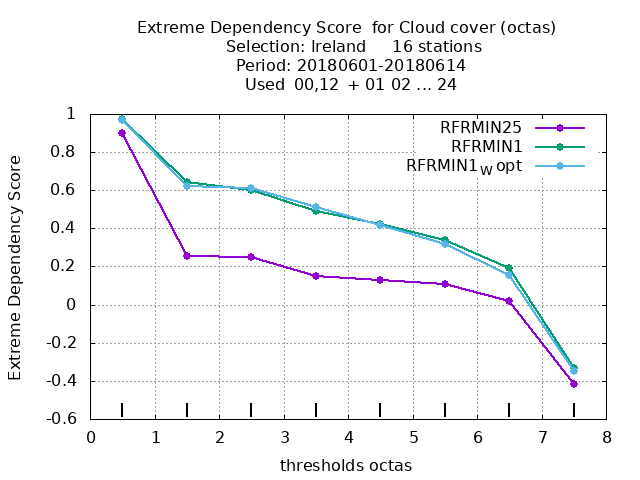 Extreme Dependency Score  for Cloud cover (octas)
Selection: Ireland     16 stations
Period: 20180601-20180614
Used  00,12  + 01 02 ... 24
RFRMIN25
RFRMIN1
RFRMIN1w opt
Extreme Dependency Score
1
0.8
0.6
0.4
0.2
0
-0.2
-0.4
-0.6
0 1 2 3 4 5 6 7 8
thresholds octas